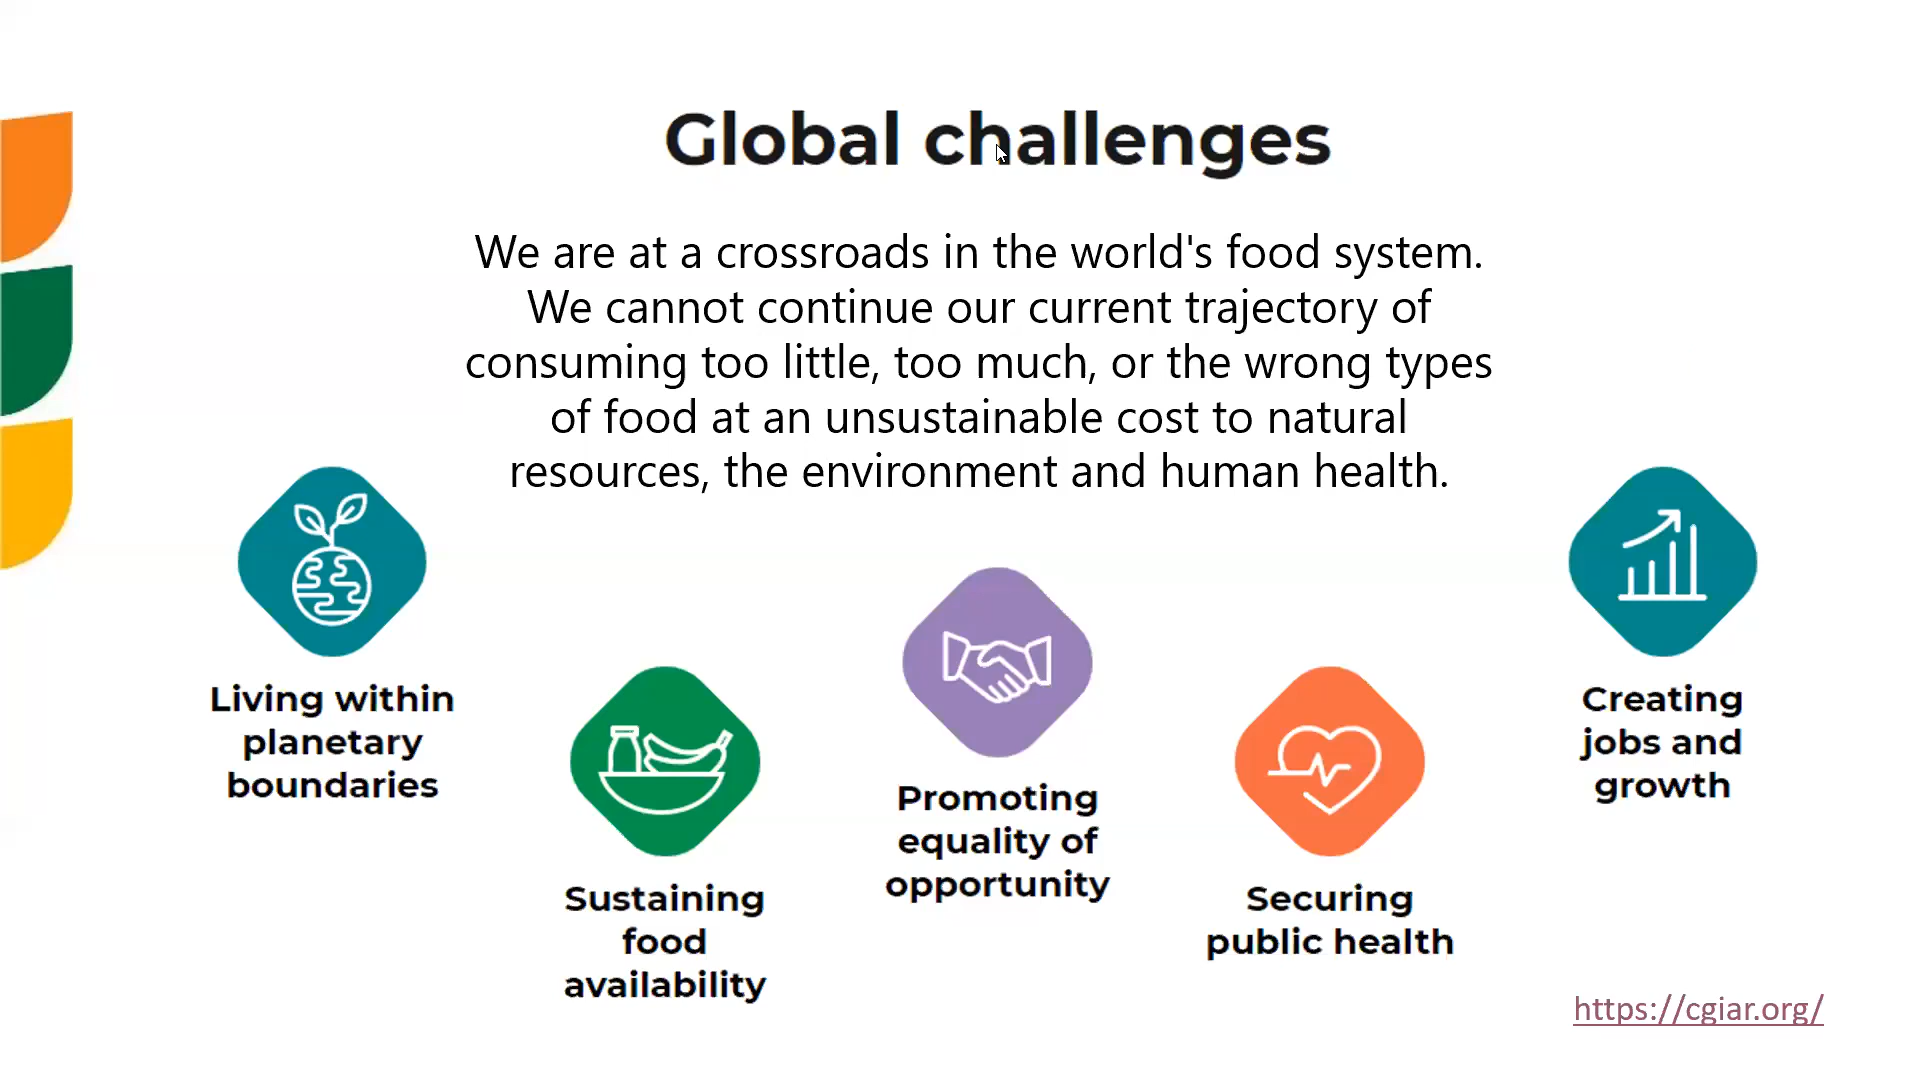 Global challenges
We are at a crossroads in the world's food system.
We cannot continue our current trajectory of
consuming too little, too much, or the wrong types
of food at an unsustainable cost to natural
resources, the environment and human health.
Living within
planetary
boundaries
Sustaining
food
availability
Promoting
equality of
opportunity
Securing
public health
Creating
jobs and
growth
https://cgiar.org/